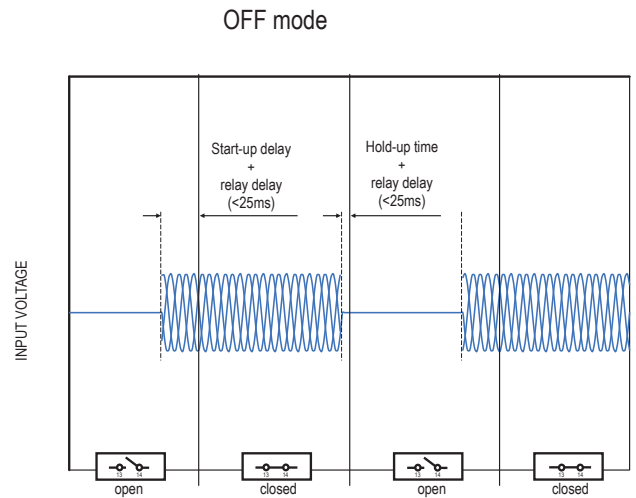 OFF mode
Start-up delay
+
relay delay
(<25ms)
Hold-up time
+
relay delay
(<25ms)
INPUT VOLTAGE
13 14
open
13 14
closed
13 14
open
13 14
closed